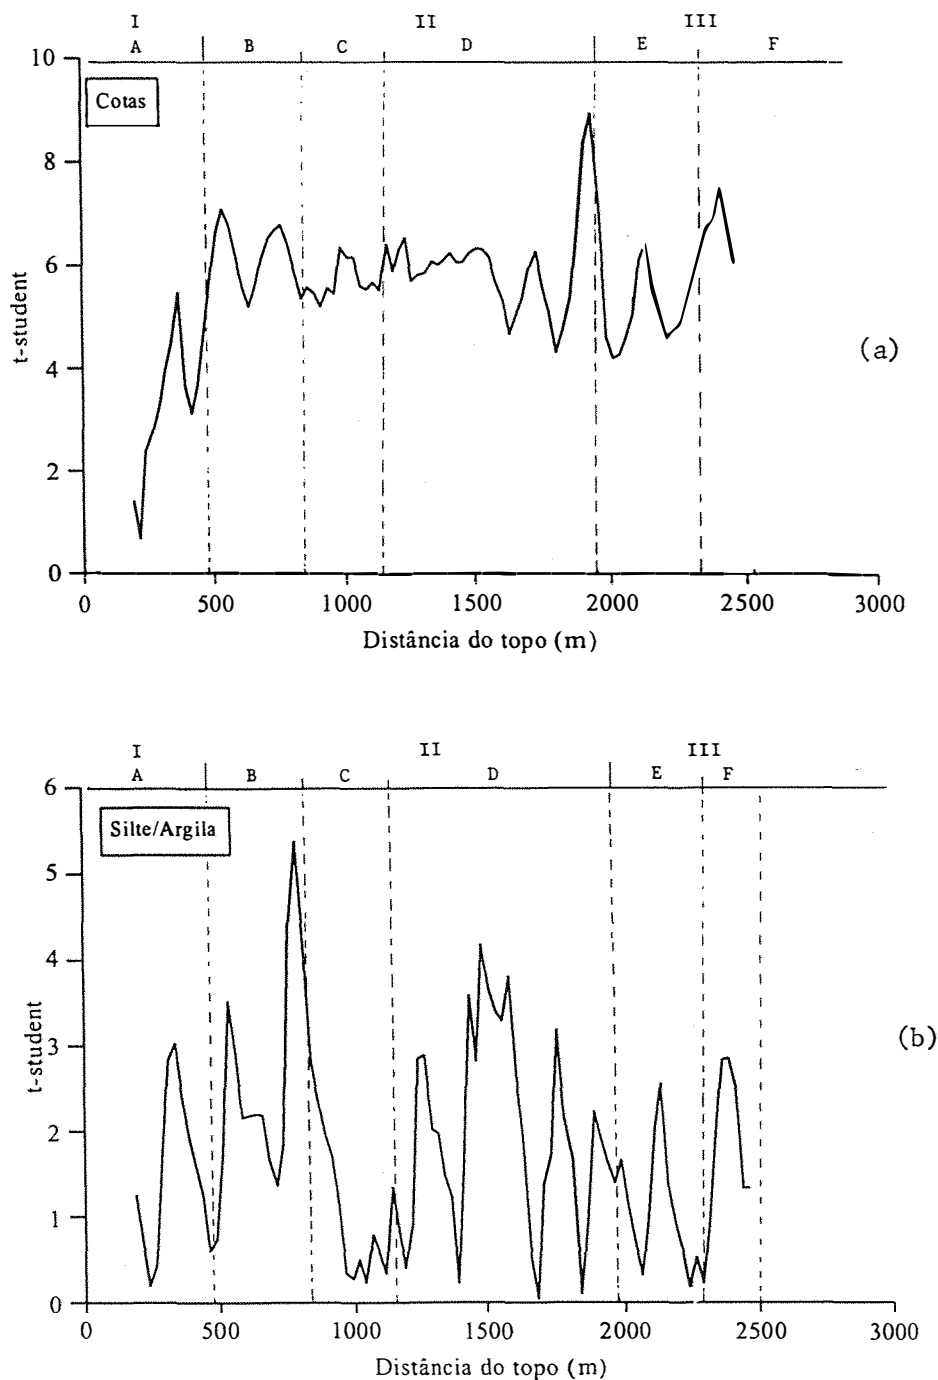 I II III
A B C D E F
10
Cotas
8
6
4
2
0
t-student
(a)
0 500 1000 1500 2000 2500 3000
Distância do topo (m)
I II III
A B C D E F
6
Silte/Argila
5
4
3
2
1
0
t-student
(b)
0 500 1000 1500 2000 2500 3000
Distância do topo (m)